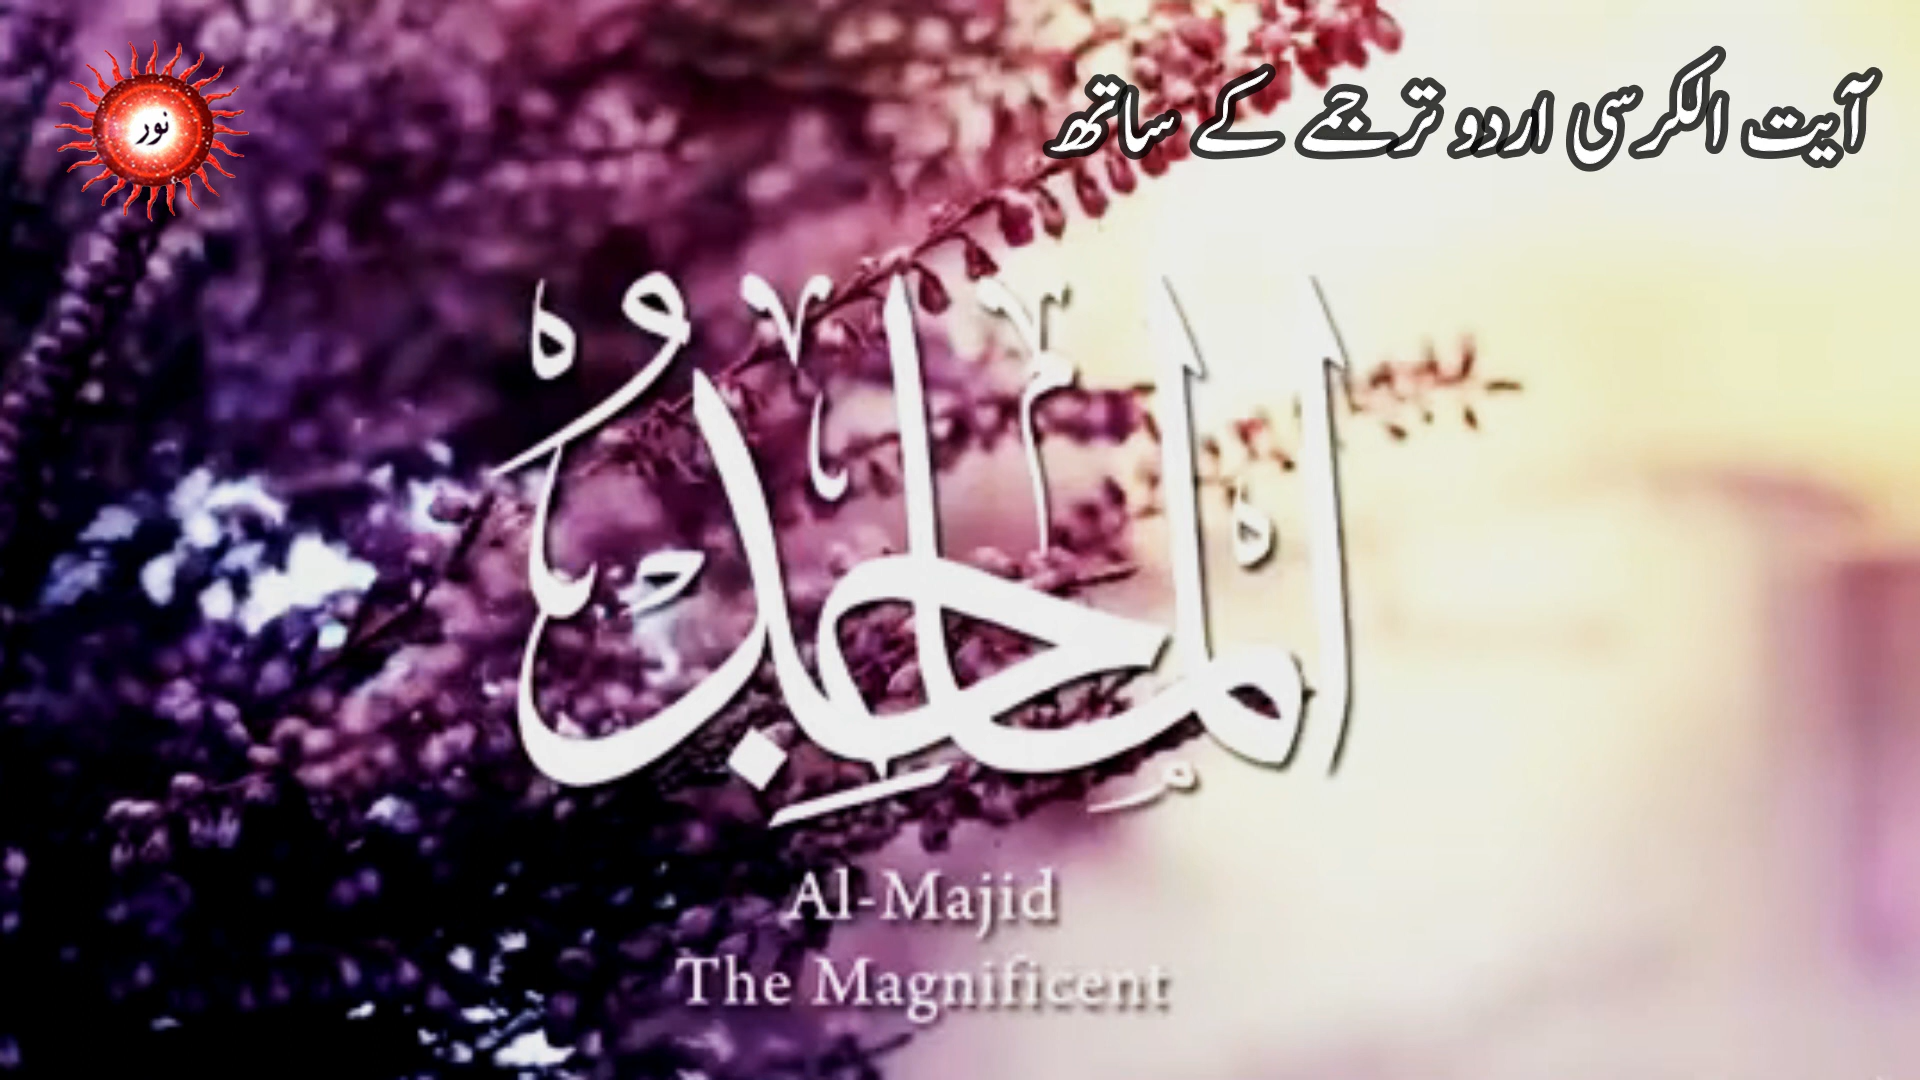 آیت الکرسی اردو ترجمے کے ساتھ
نور
الماجد
Al-Majid
The Magnificent